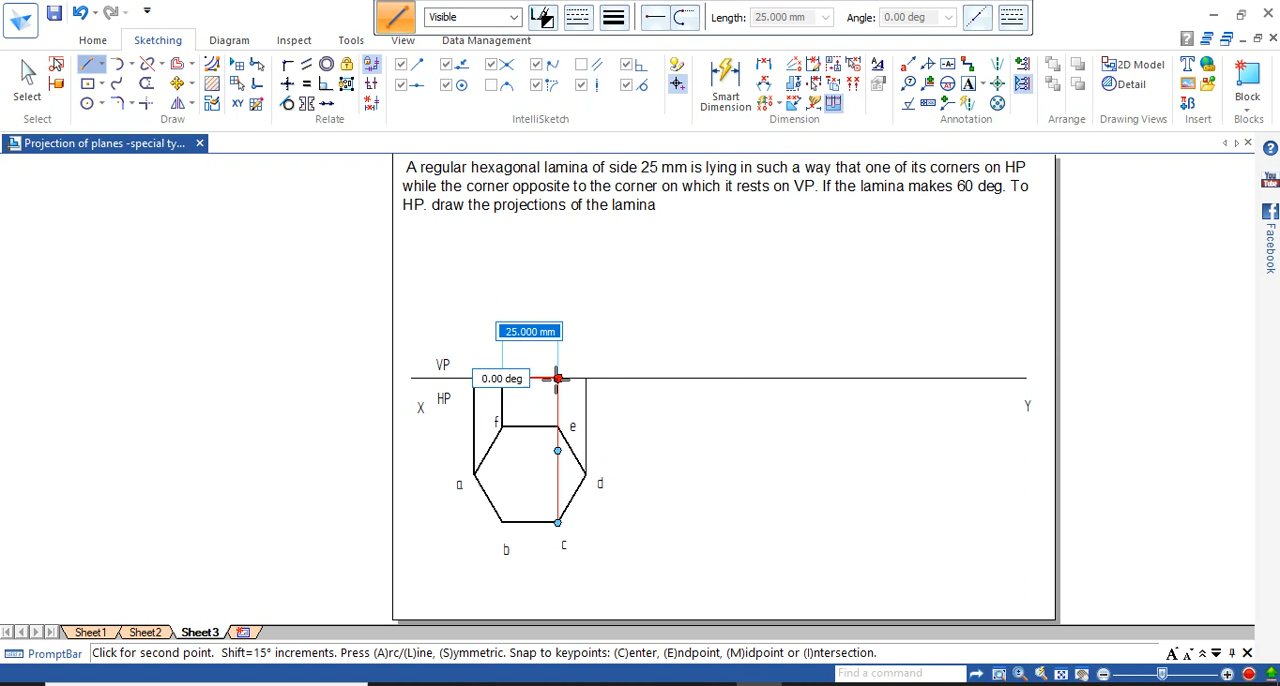 Visible
Length: 25.000 mm
Angle: 0.00 deg
Home Sketching Diagram Inspect Tools View Data Management
Select
Smart
Dimension
XY
A
T
2D Model
Detail
Block
Select Draw Relate IntelliSketch Dimension Annotation Arrange Drawing Views Insert Blocks
Projection of planes -special ty...
A regular hexagonal lamina of side 25 mm is lying in such a way that one of its corners on HP
while the corner opposite to the corner on which it rests on VP. If the lamina makes 60 deg. To
HP. draw the projections of the lamina
You
Tube
Facebook
25.000 mm
VP
0.00 deg
HP
X
Y
f
e
a
d
b
c
Sheet1 Sheet2 Sheet3
PromptBar
Click for second point. Shift=15° increments. Press (A)rc/(L)ine, (S)ymmetric. Snap to keypoints: (C)enter, (E)ndpoint, (M)idpoint or (I)ntersection.
Find a command